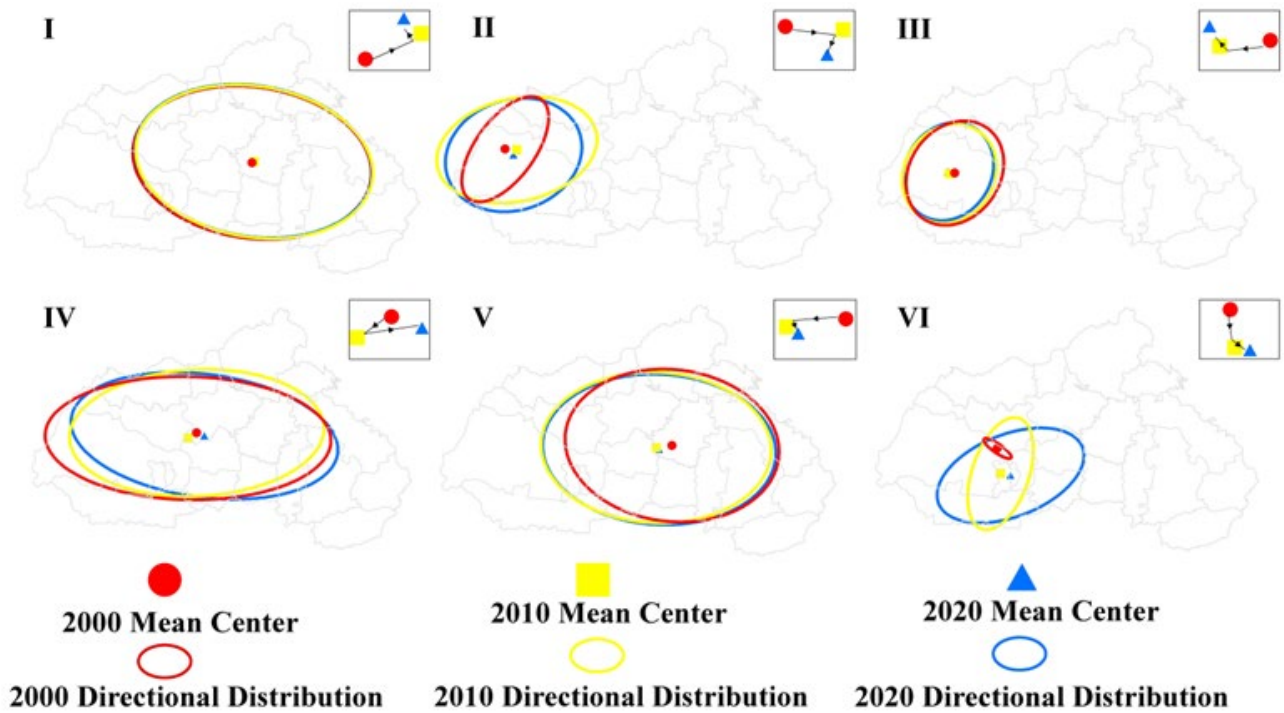 I
II
III
IV
V
VI
2000 Mean Center
2010 Mean Center
2020 Mean Center
2000 Directional Distribution
2010 Directional Distribution
2020 Directional Distribution